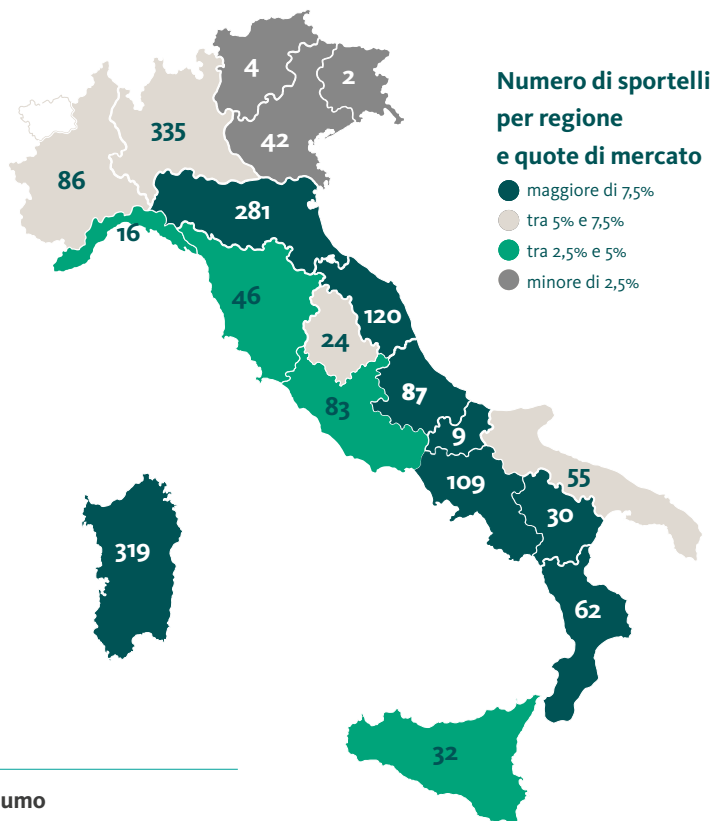 Numero di sportelli
per regione
e quote di mercato
maggiore di 7,5%
tra 5% e 7,5%
tra 2,5% e 5%
minore di 2,5%
4
2
335
42
86
281
16
46
120
24
87
83
9
109
55
30
319
62
32
umo